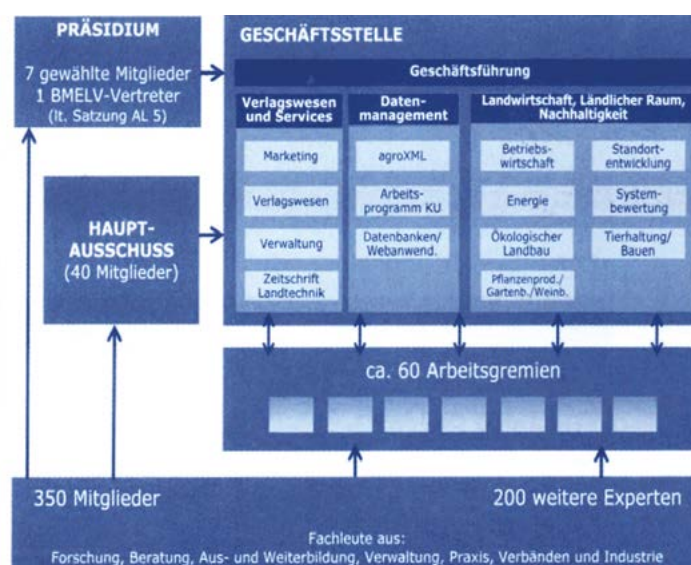 PRÄSIDIUM
7 gewählte Mitglieder
1 BMELV-Vertreter
(lt. Satzung AL 5)
HAUPT-
AUSSCHUSS
(40 Mitglieder)
GESCHÄFTSSTELLE
Geschäftsführung
Verlagswesen
und Services
Marketing
Verlagswesen
Verwaltung
Zeitschrift
Landtechnik
Daten-
management
agroXML
Arbeits-
programm KU
Datenbanken/
Webanwend.
Landwirtschaft, Ländlicher Raum,
Nachhaltigkeit
Betriebs-
wirtschaft
Energie
Ökologischer
Landbau
Pflanzenprod./
Gartenb./Weinb.
Standort-
entwicklung
System-
bewertung
Tierhaltung/
Bauen
ca. 60 Arbeitsgremien
350 Mitglieder
200 weitere Experten
Fachleute aus:
Forschung, Beratung, Aus- und Weiterbildung, Verwaltung, Praxis, Verbänden und Industrie